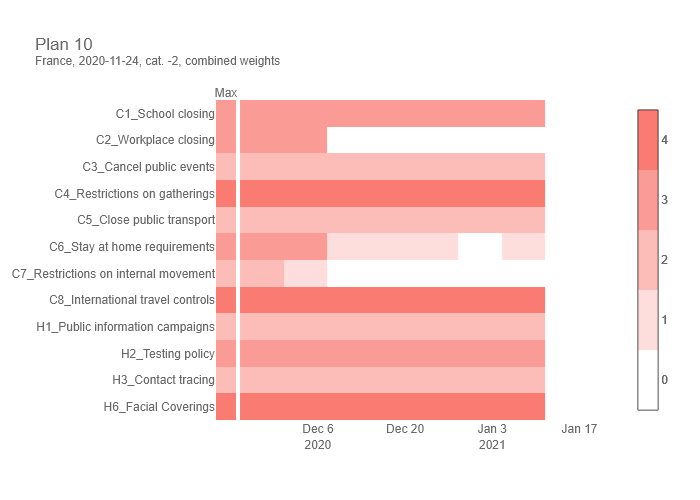 Plan 10
France, 2020-11-24, cat. -2, combined weights
Max
C1_School closing
C2_Workplace closing
C3_Cancel public events
C4_Restrictions on gatherings
C5_Close public transport
C6_Stay at home requirements
C7_Restrictions on internal movement
C8_International travel controls
H1_Public information campaigns
H2_Testing policy
H3_Contact tracing
H6_Facial Coverings
Dec 6 Dec 20 Jan 3 Jan 17
2020 2021
4
3
2
1
0